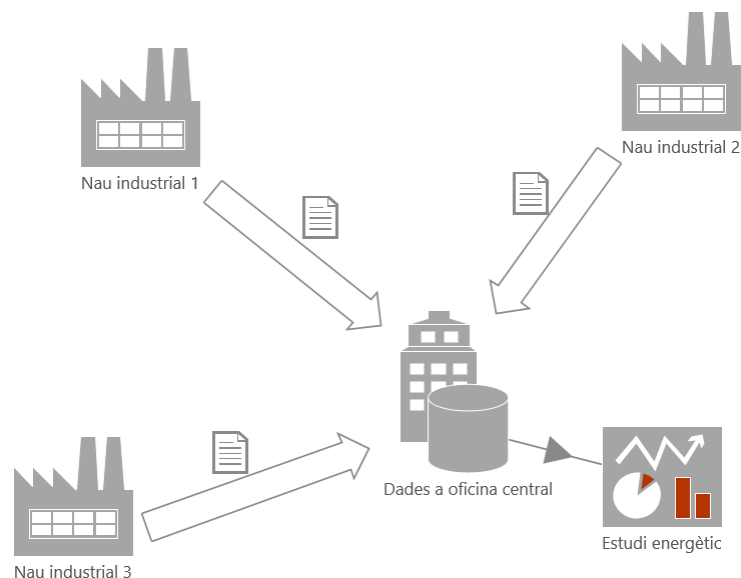 Nau industrial 1
Nau industrial 2
Dades a oficina central
Estudi energètic
Nau industrial 3